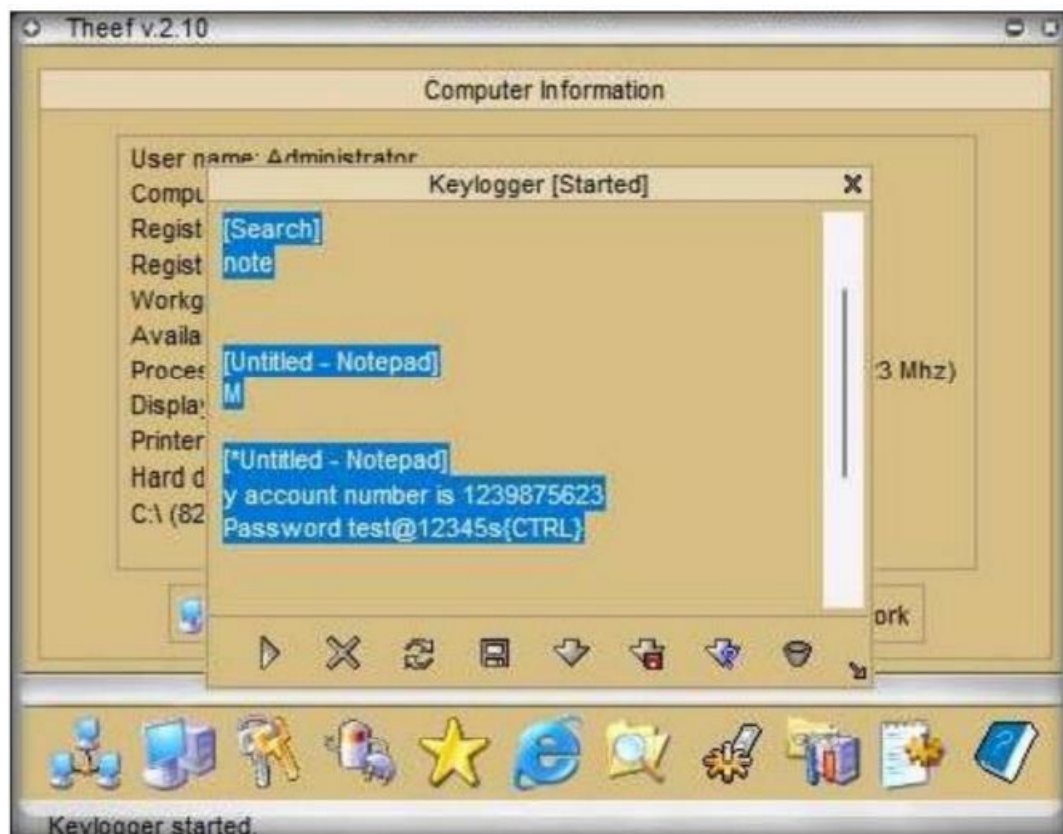 Theef v.2.10
Computer Information
User name: Administrator
Compu
Regist
Regist
Workg
Availa
Proces
3 Mhz)
Display
Printer
Hard d
C:\ (82
Keylogger [Started]
[Search]
note
[Untitled - Notepad]
M
[*Untitled - Notepad]
y account number is 1239875623
Password test@12345s{CTRL}
ork
Keylogger started.